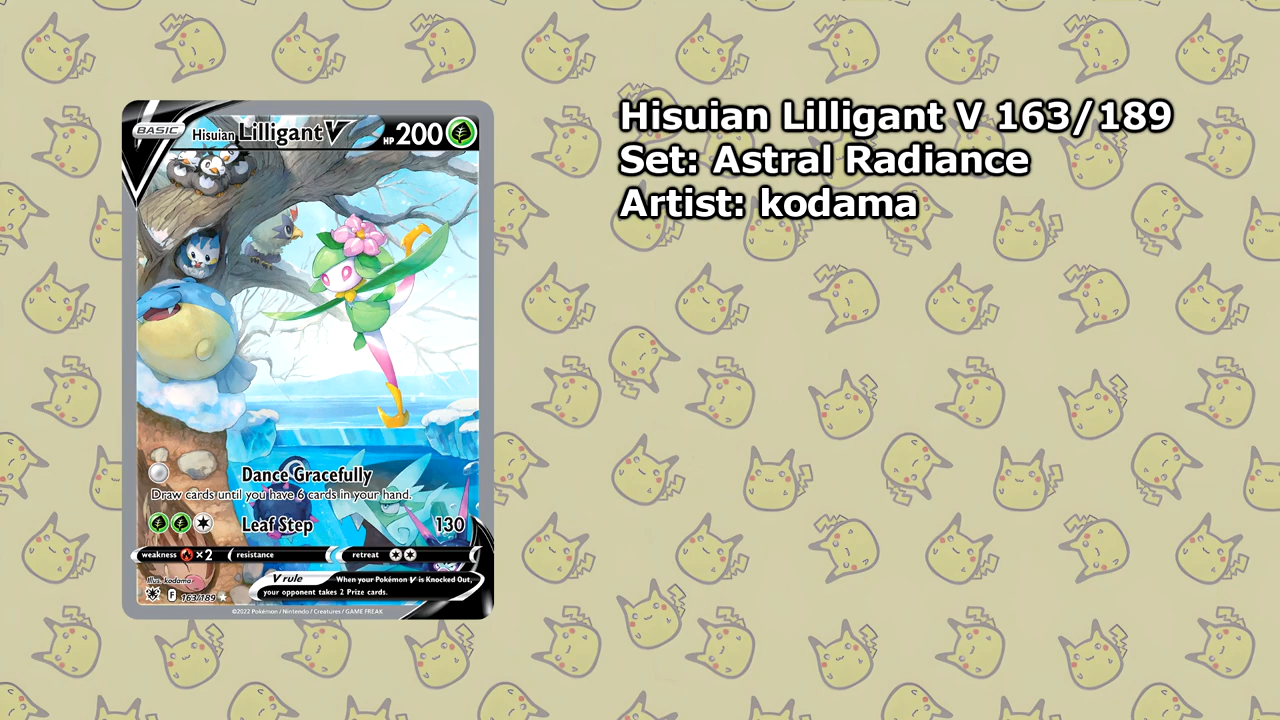 BASIC Hisuian Lilligant V HP 200
Dance Gracefully
Draw cards until you have 6 cards in your hand.
Leaf Step 130
weakness ×2 resistance retreat
Illus. kodama
V rule When your Pokémon V is Knocked Out,
your opponent takes 2 Prize cards.
F 163/189
©2022 Pokémon / Nintendo / Creatures / GAME FREAK
Hisuian Lilligant V 163/189
Set: Astral Radiance
Artist: kodama